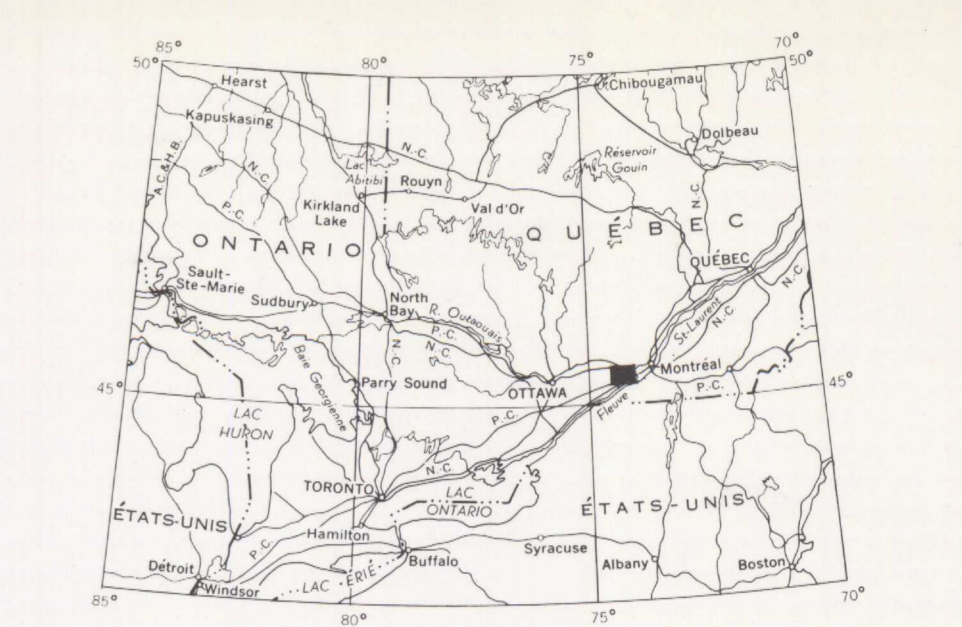 85°
80°
75°
70°
50°
50°
Hearst
Chibougamau
Kapuskasing
Dolbeau
A.C.&H.B.
N.-C.
N.-C
Lac
Abitibi
Réservoir
Gouin
P.-C.
Rouyn
Kirkland
Lake
Val d'Or
N.-C
ONTARIO
QUÉBEC
QUÉBEC
Sault-
Ste-Marie
Sudbury
North
Bay
R. Outaouais
P.-C.
N.-C.
N.-C
St-Laurent
N.-C.
N.-C
Baie Georgienne
Parry Sound
OTTAWA
Montréal
P.-C.
45°
45°
Fleuve
P.-C.
LAC
HURON
N.-C.
TORONTO
LAC
ONTARIO
ÉTATS-UNIS
ÉTATS-UNIS
P.-C.
Hamilton
Buffalo
Syracuse
Albany
Boston
Détroit
Windsor
LAC ÉRIÉ
85°
80°
75°
70°